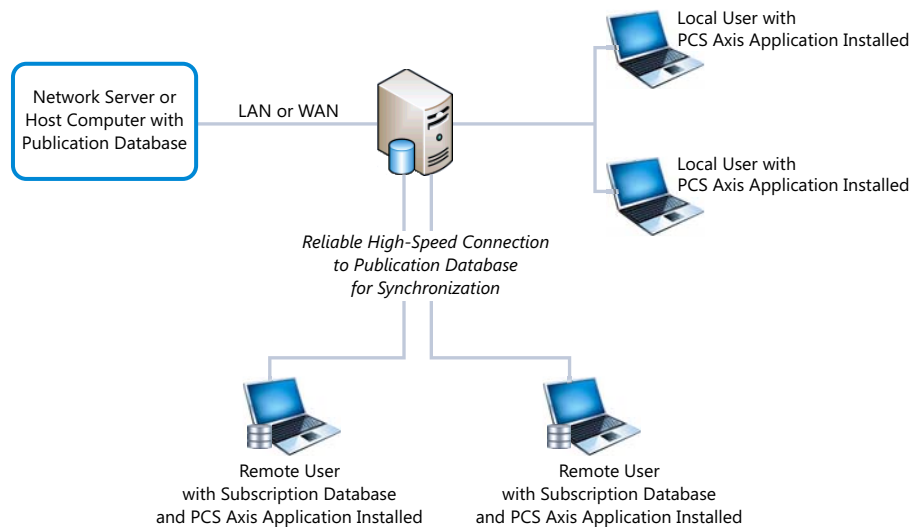 Local User with
PCS Axis Application Installed
Network Server or
Host Computer with
Publication Database
LAN or WAN
Local User with
PCS Axis Application Installed
Reliable High-Speed Connection
to Publication Database
for Synchronization
Remote User
with Subscription Database
and PCS Axis Application Installed
Remote User
with Subscription Database
and PCS Axis Application Installed